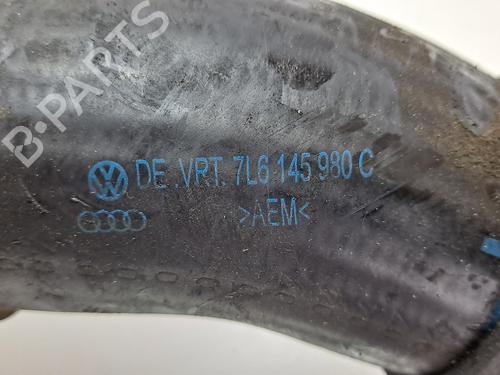 B-PARTS
DE.VRT. 7L6 145 980 C
>AEM<